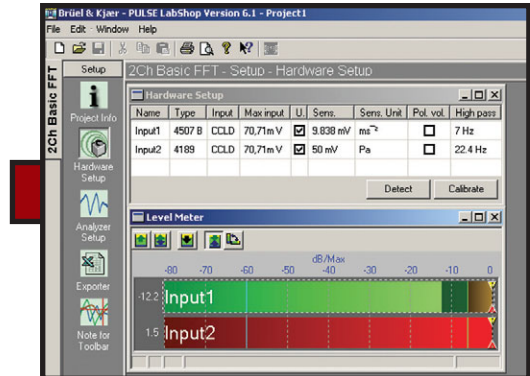 Brüel & Kjær - PULSE LabShop Version 6.1 - Project1
File Edit Window Help
2Ch Basic FFT
Setup
2Ch Basic FFT - Setup - Hardware Setup
Project Info
Hardware Setup
Analyzer Setup
Exporter
Note for Toolbar
Hardware Setup
Name Type Input Max input U. Sens. Sens. Unit Pol. vol. High pass
Input1 4507 B CCLD 70,71m V 9.838 mV ms⁻² 7 Hz
Input2 4189 CCLD 70,71m V 50 mV Pa 22.4 Hz
Detect Calibrate
Level Meter
dB/Max
-80 -70 -60 -50 -40 -30 -20 -10 0
-12.2 Input1
1.5 Input2